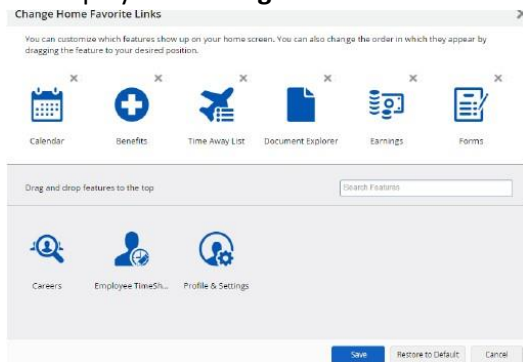 Change Home Favorite Links
You can customize which features show up on your home screen. You can also change the order in which they appear by
dragging the feature to your desired position.
Calendar Benefits Time Away List Document Explorer Earnings Forms
Drag and drop features to the top Search Features
Careers Employee TimeSh... Profile & Settings
Save Restore to Default Cancel